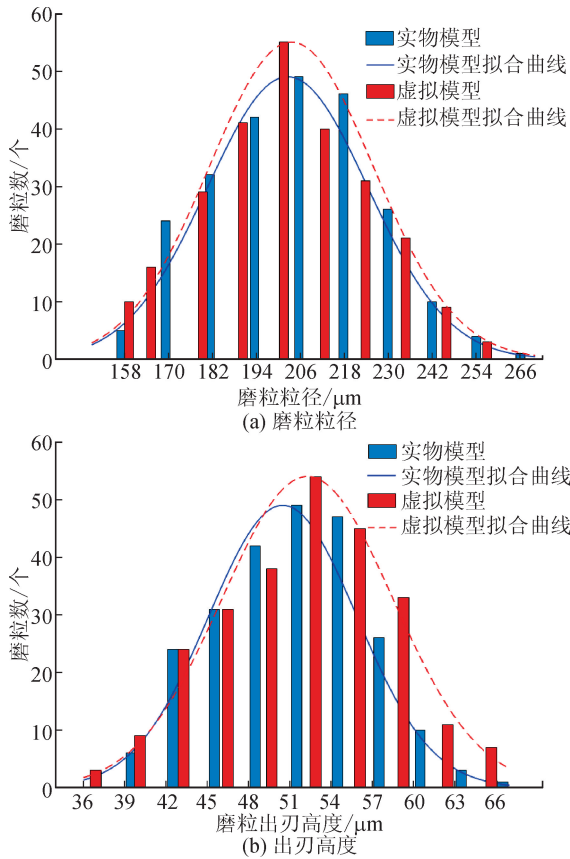 60
50
40
30
20
10
0
磨粒数/个
实物模型
实物模型拟合曲线
虚拟模型
虚拟模型拟合曲线
158 170 182 194 206 218 230 242 254 266
磨粒粒径/μm
(a) 磨粒粒径
60
50
40
30
20
10
0
磨粒数/个
实物模型
实物模型拟合曲线
虚拟模型
虚拟模型拟合曲线
36 39 42 45 48 51 54 57 60 63 66
磨粒出刃高度/μm
(b) 出刃高度